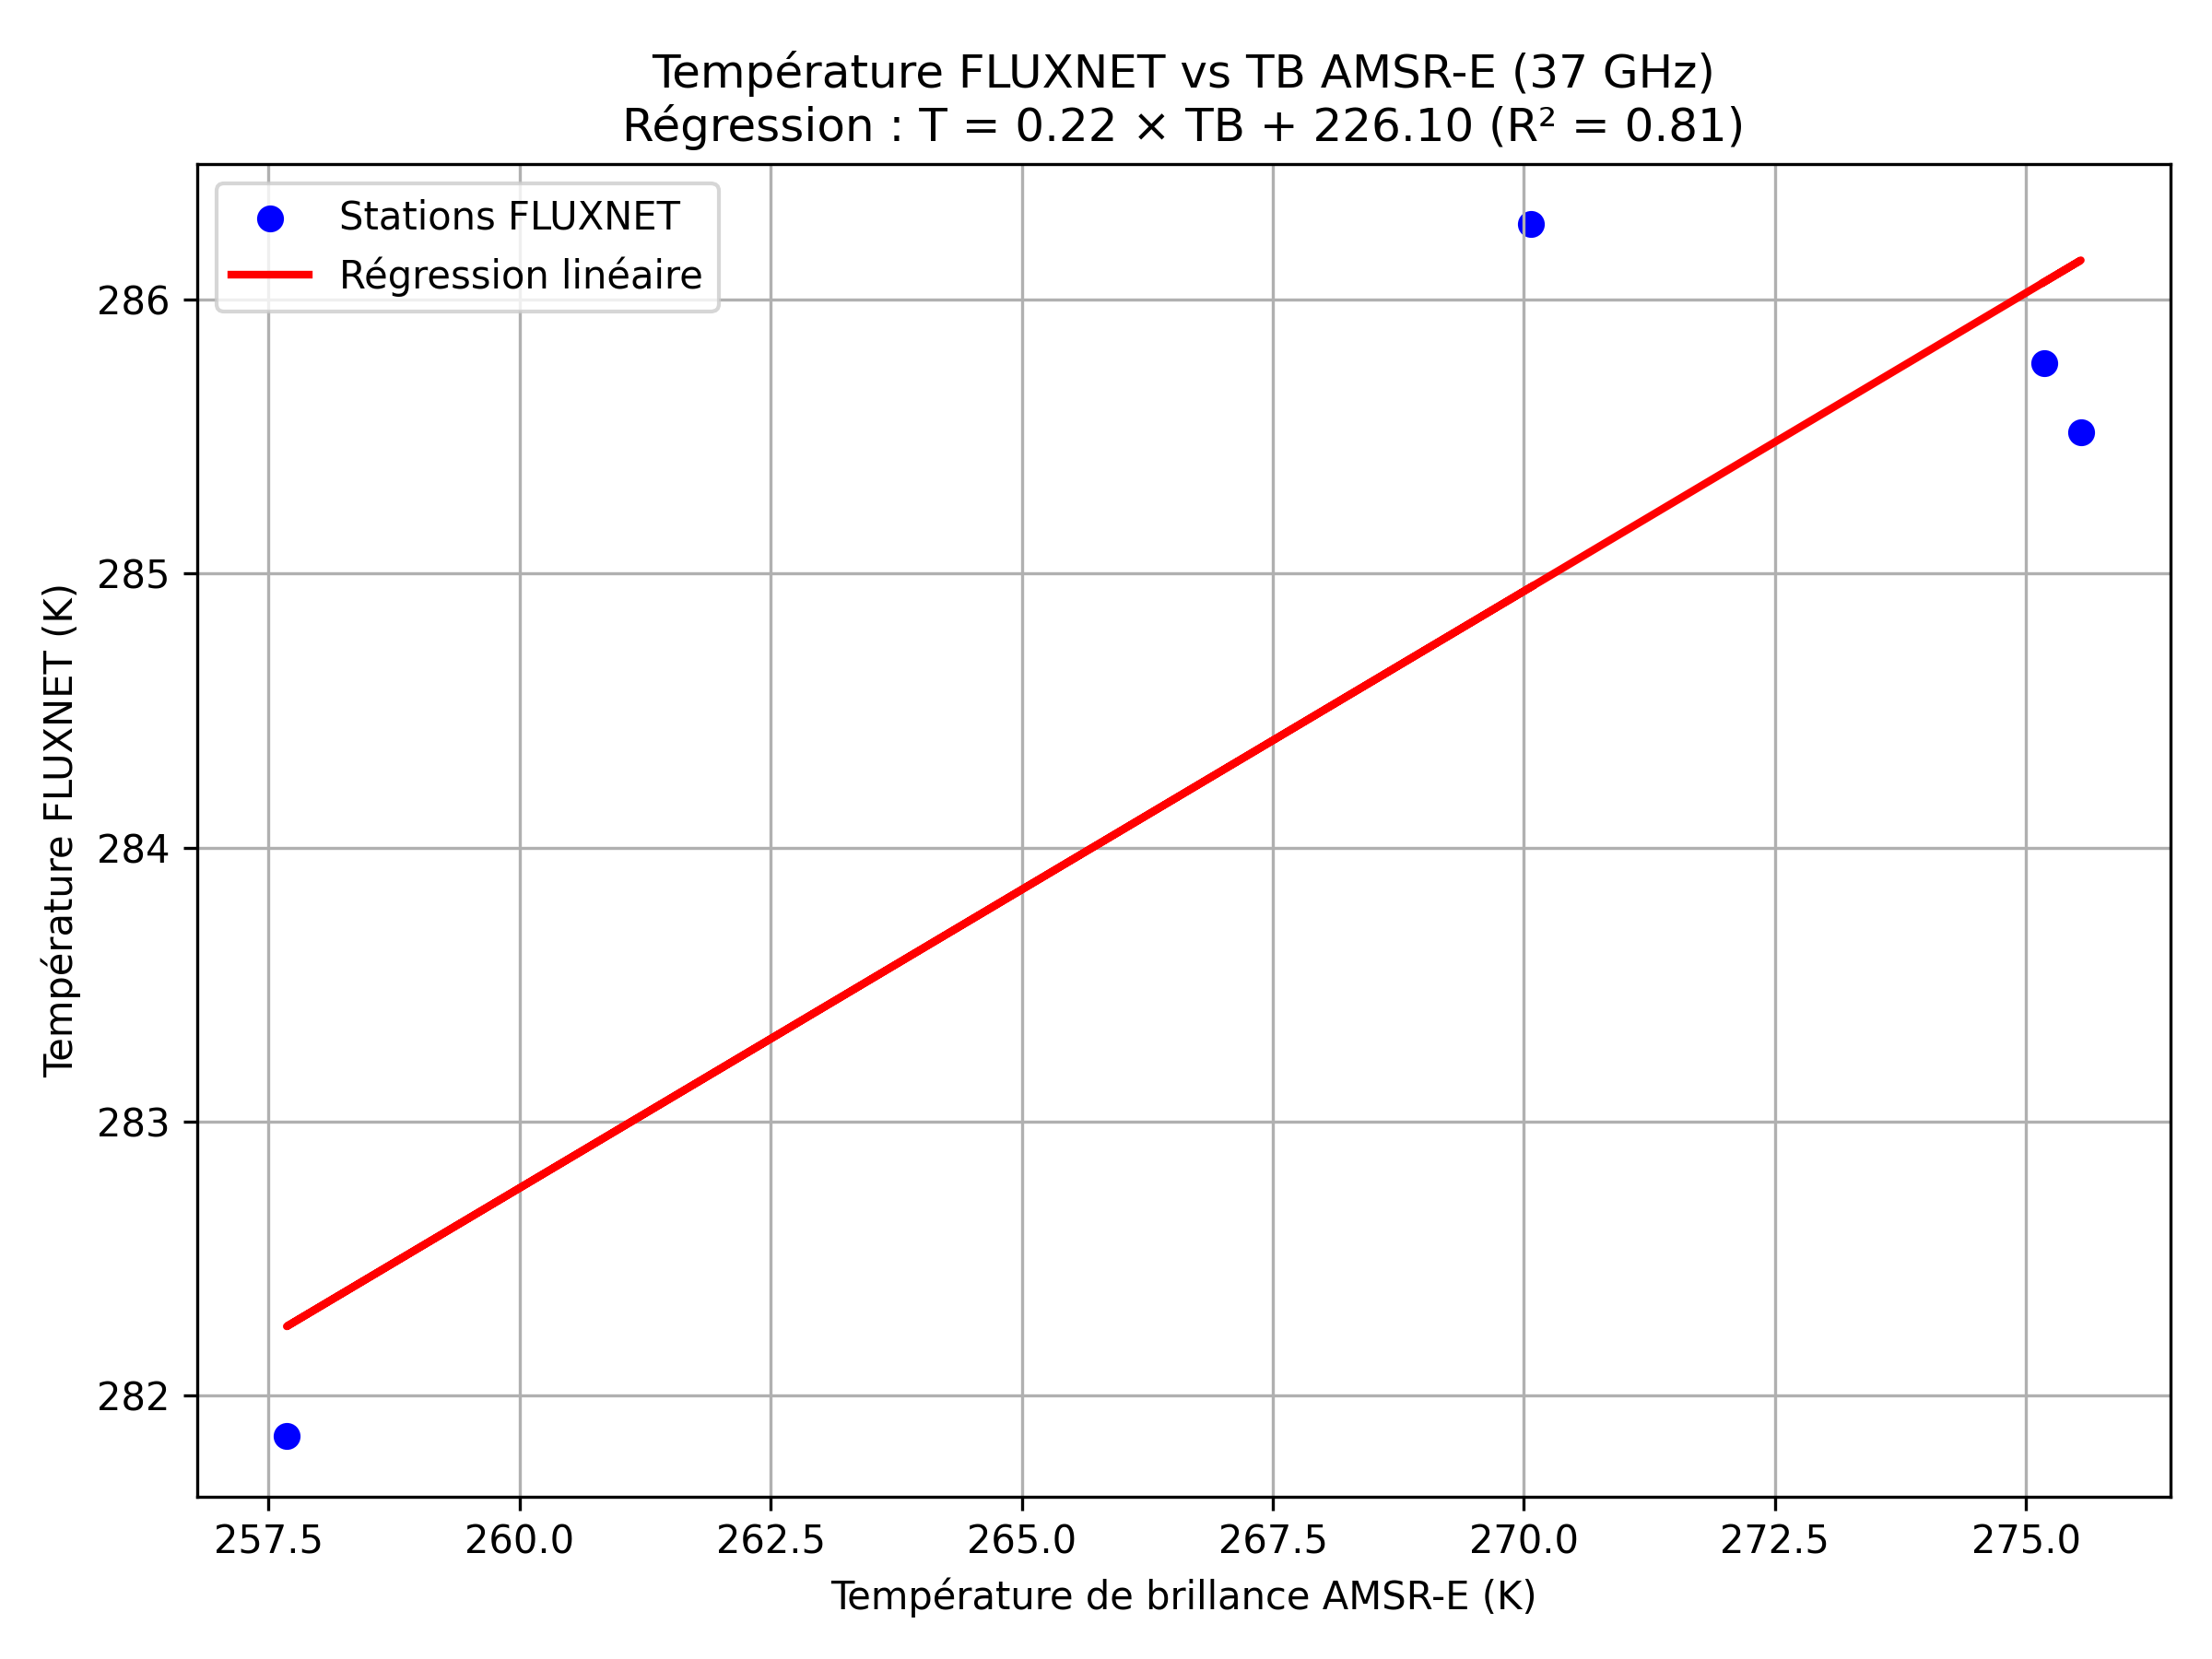 Température FLUXNET vs TB AMSR-E (37 GHz)
Régression : T = 0.22 × TB + 226.10 (R² = 0.81)
Stations FLUXNET
Régression linéaire
286
285
284
283
282
Température FLUXNET (K)
257.5
260.0
262.5
265.0
267.5
270.0
272.5
275.0
Température de brillance AMSR-E (K)